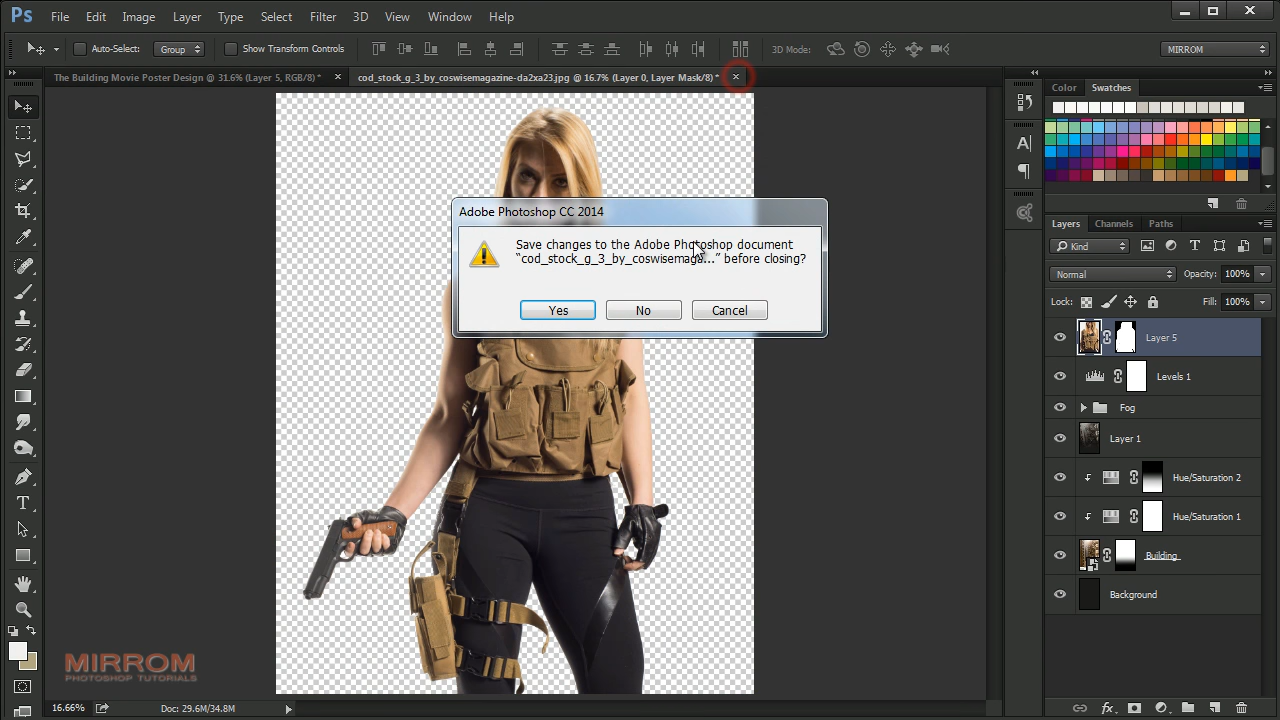 Ps File Edit Image Layer Type Select Filter 3D View Window Help
Auto-Select: Group Show Transform Controls 3D Mode: MIRROM
The Building Movie Poster Design @ 31.6% (Layer 5, RGB/8) * × cod_stock_g_3_by_coswisemagazine-da2xa23.jpg @ 16.7% (Layer 0, Layer Mask/8) * ×
Color Swatches
Adobe Photoshop CC 2014
Save changes to the Adobe Photoshop document
“cod_stock_g_3_by_coswisemaga...” before closing?
Yes No Cancel
Layers Channels Paths
Kind
Normal Opacity: 100%
Lock: Fill: 100%
Layer 5
Levels 1
Fog
Layer 1
Hue/Saturation 2
Hue/Saturation 1
Building
Background
MIRROM
PHOTOSHOP TUTORIALS
16.66% Doc: 29.6M/34.8M